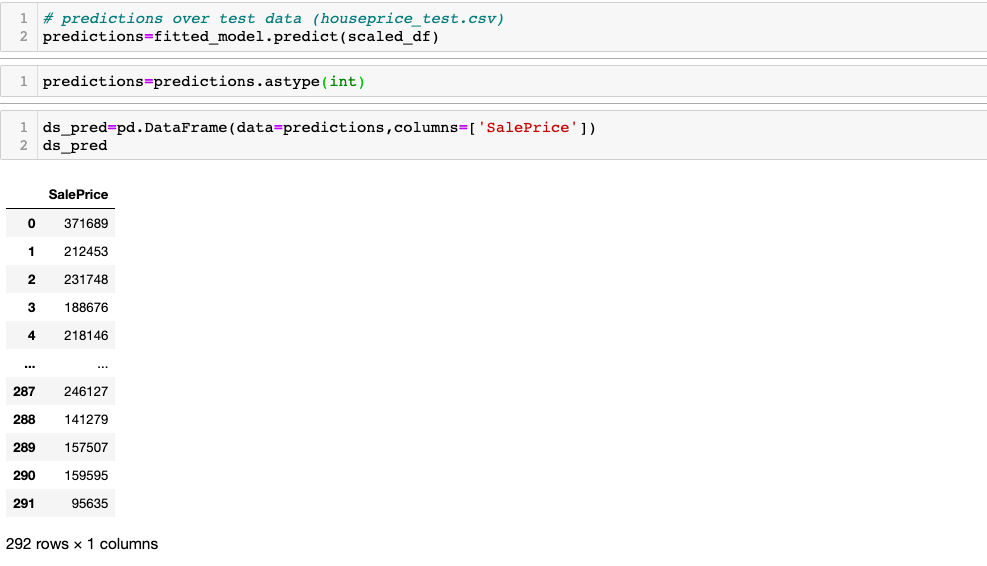 1 # predictions over test data (houseprice_test.csv)
2 predictions=fitted_model.predict(scaled_df)
1 predictions=predictions.astype(int)
1 ds_pred=pd.DataFrame(data=predictions,columns=['SalePrice'])
2 ds_pred
SalePrice
0 371689
1 212453
2 231748
3 188676
4 218146
... ...
287 246127
288 141279
289 157507
290 159595
291 95635
292 rows × 1 columns